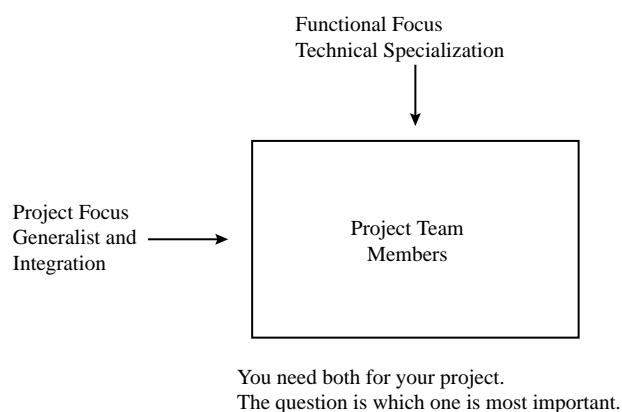 Functional Focus
Technical Specialization
Project Focus
Generalist and
Integration
Project Team
Members
You need both for your project.
The question is which one is most important.